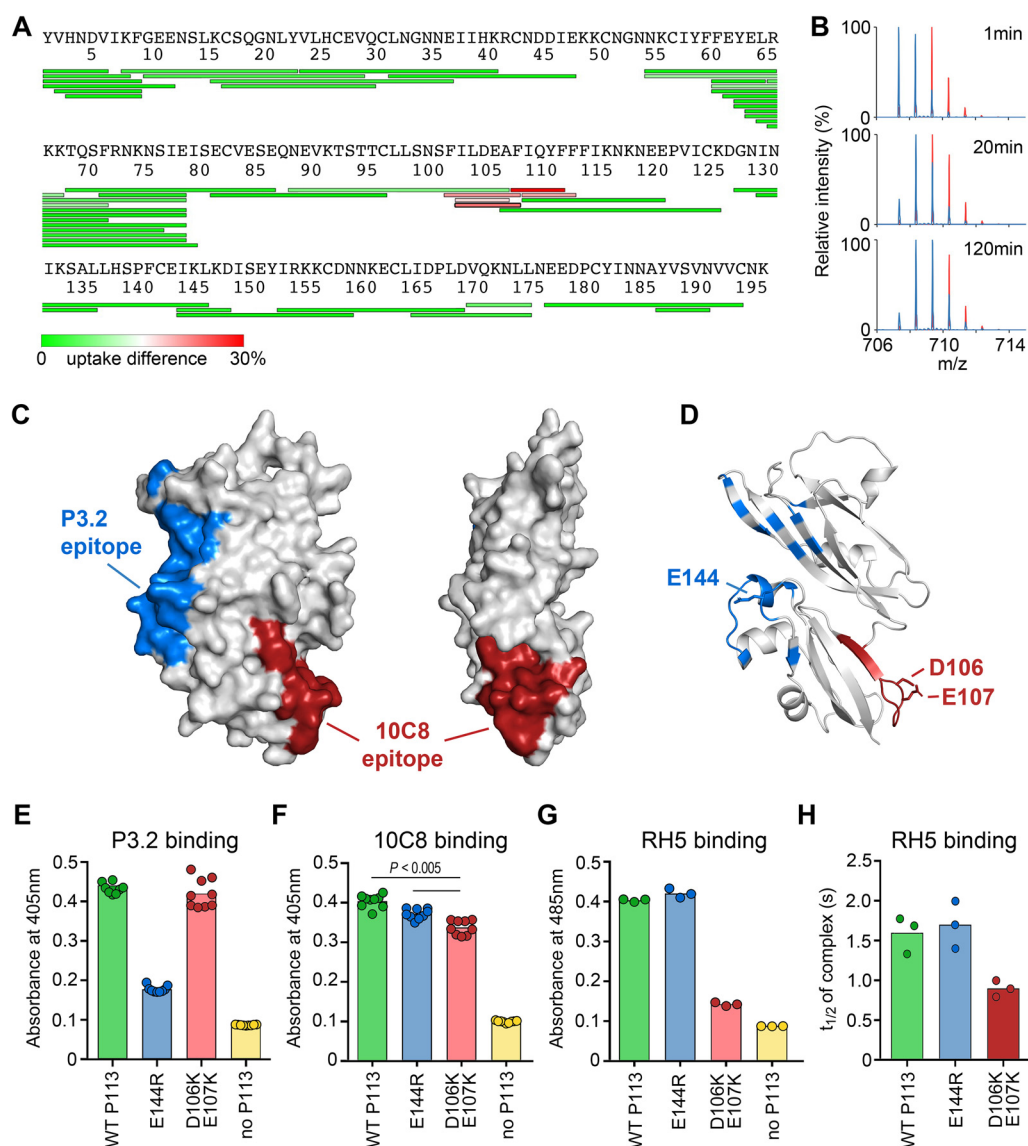 A
YVHNDVIKFGEENSLKCSQGNLYVLHCEVQCLNGNNEIIHKRCNDDIEKKCNGNNKCIYFFEYELR
5 10 15 20 25 30 35 40 45 50 55 60 65
KKTQSFRNKNSIEISECVESEQNEVKTSTTCLLSNSFILDEAFIQYFFFIKNKNEEPVICKDGNIN
70 75 80 85 90 95 100 105 110 115 120 125 130
IKSALLHSPFCEIKLKDISEYIRKKCDNNKECLIDPLDVQKNLLNEEDPCYINNAYVSVNVVCNK
135 140 145 150 155 160 165 170 175 180 185 190 195
0 uptake difference 30%
B
Relative intensity (%)
100
1min
0
100
20min
0
100
120min
0
706 710 714
m/z
C
P3.2
epitope
10C8
epitope
D
E144
D106
E107
E
P3.2 binding
Absorbance at 405nm
0.5
0.4
0.3
0.2
0.1
0
WT P113
E144R
D106K
E107K
no P113
F
10C8 binding
P < 0.005
Absorbance at 405nm
0.5
0.4
0.3
0.2
0.1
0
WT P113
E144R
D106K
E107K
no P113
G
RH5 binding
Absorbance at 485nm
0.5
0.4
0.3
0.2
0.1
0
WT P113
E144R
D106K
E107K
no P113
H
RH5 binding
t1/2 of complex (s)
2.5
2.0
1.5
1.0
0.5
0
WT P113
E144R
D106K
E107K